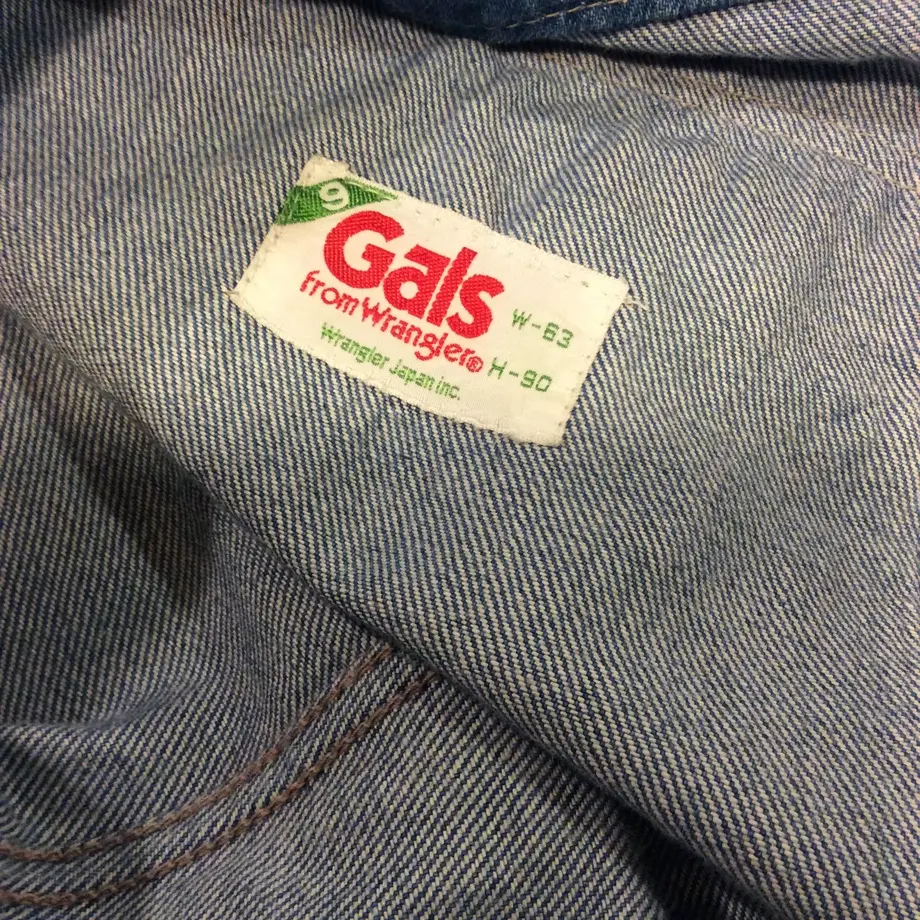 9
Gals
from Wrangler®
Wrangler Japan inc.
W-63
H-90